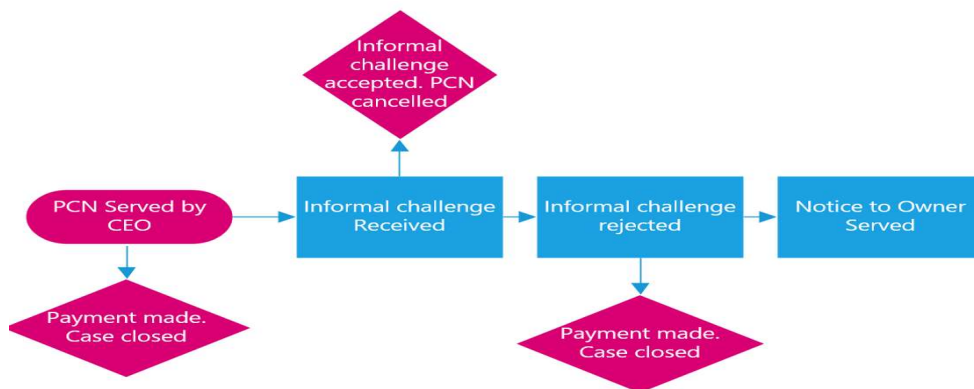 Informal
challenge
accepted. PCN
cancelled
PCN Served by
CEO
Informal challenge
Received
Informal challenge
rejected
Notice to Owner
Served
Payment made.
Case closed
Payment made.
Case closed